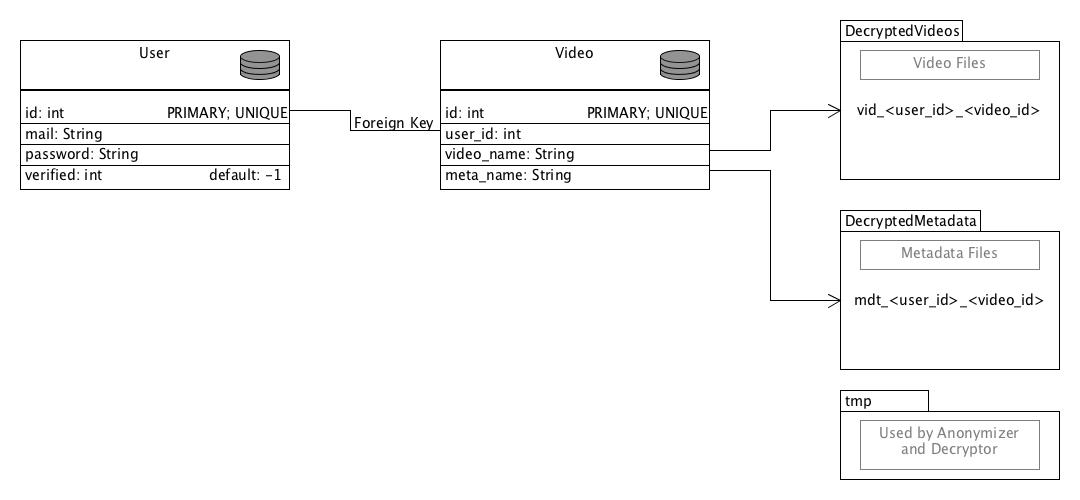 User
id: int PRIMARY; UNIQUE
mail: String
password: String
verified: int default: -1
Foreign Key
Video
id: int PRIMARY; UNIQUE
user_id: int
video_name: String
meta_name: String
DecryptedVideos
Video Files
vid_<user_id>_<video_id>
DecryptedMetadata
Metadata Files
mdt_<user_id>_<video_id>
tmp
Used by Anonymizer
and Decryptor